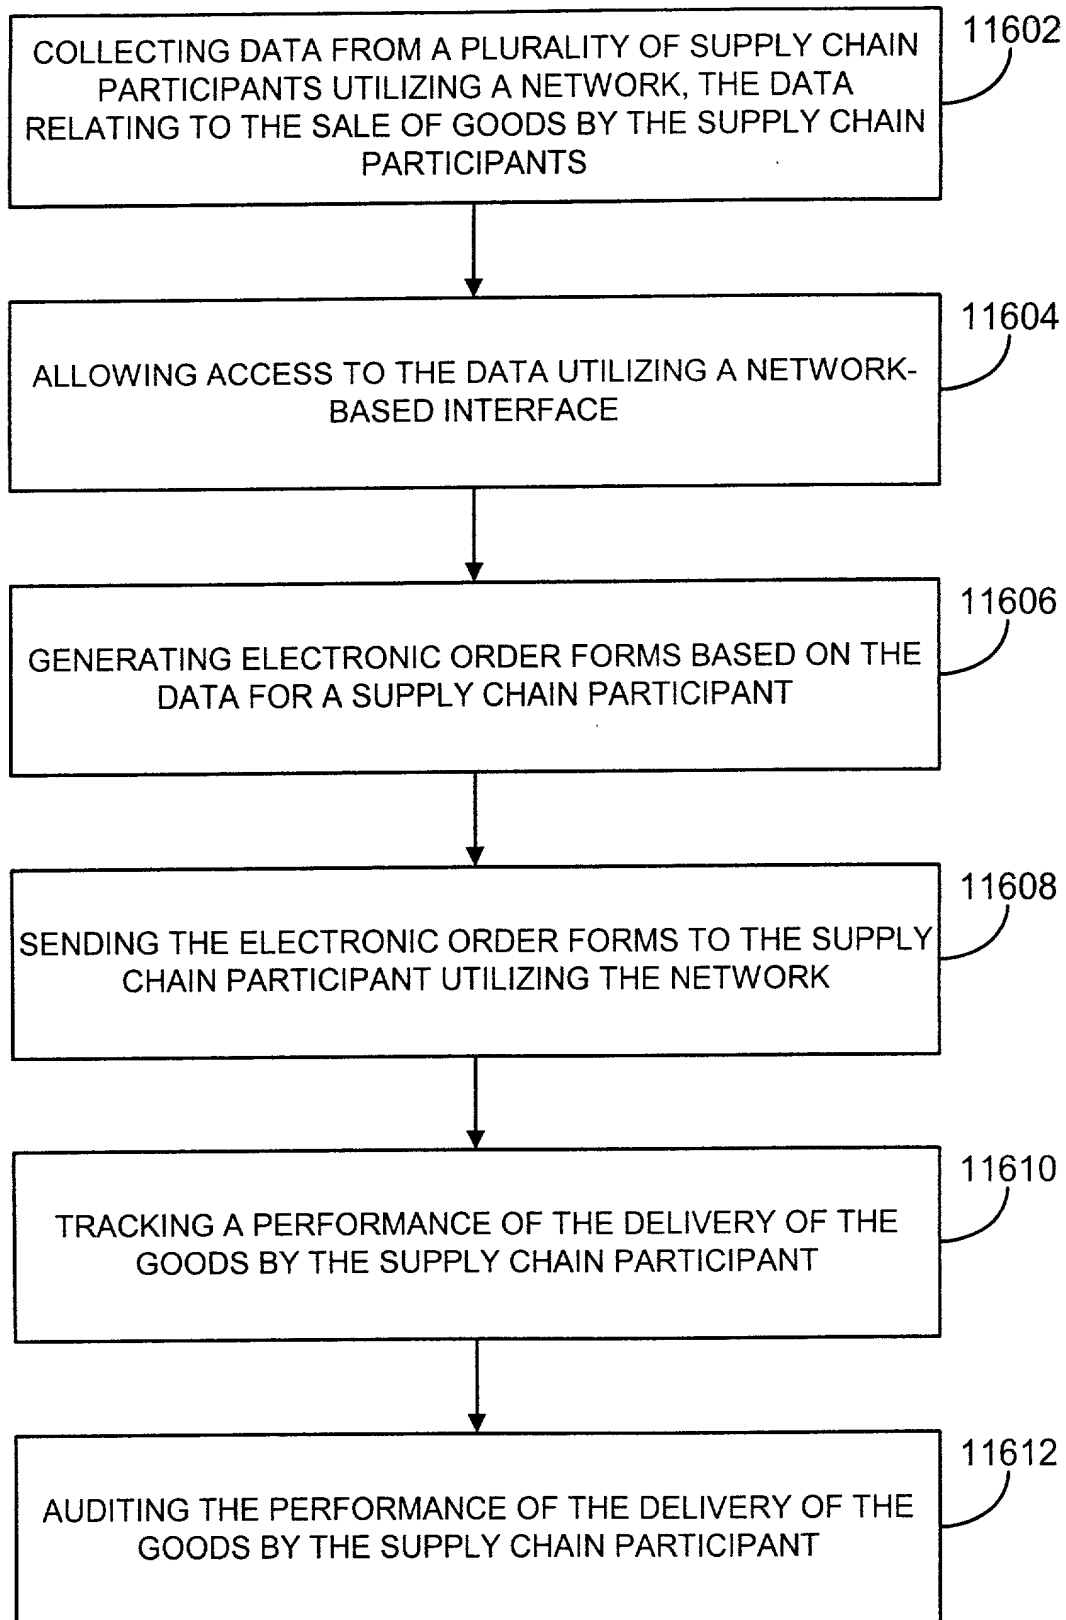 11602
COLLECTING DATA FROM A PLURALITY OF SUPPLY CHAIN
PARTICIPANTS UTILIZING A NETWORK, THE DATA
RELATING TO THE SALE OF GOODS BY THE SUPPLY CHAIN
PARTICIPANTS
11604
ALLOWING ACCESS TO THE DATA UTILIZING A NETWORK-
BASED INTERFACE
11606
GENERATING ELECTRONIC ORDER FORMS BASED ON THE
DATA FOR A SUPPLY CHAIN PARTICIPANT
11608
SENDING THE ELECTRONIC ORDER FORMS TO THE SUPPLY
CHAIN PARTICIPANT UTILIZING THE NETWORK
11610
TRACKING A PERFORMANCE OF THE DELIVERY OF THE
GOODS BY THE SUPPLY CHAIN PARTICIPANT
11612
AUDITING THE PERFORMANCE OF THE DELIVERY OF THE
GOODS BY THE SUPPLY CHAIN PARTICIPANT